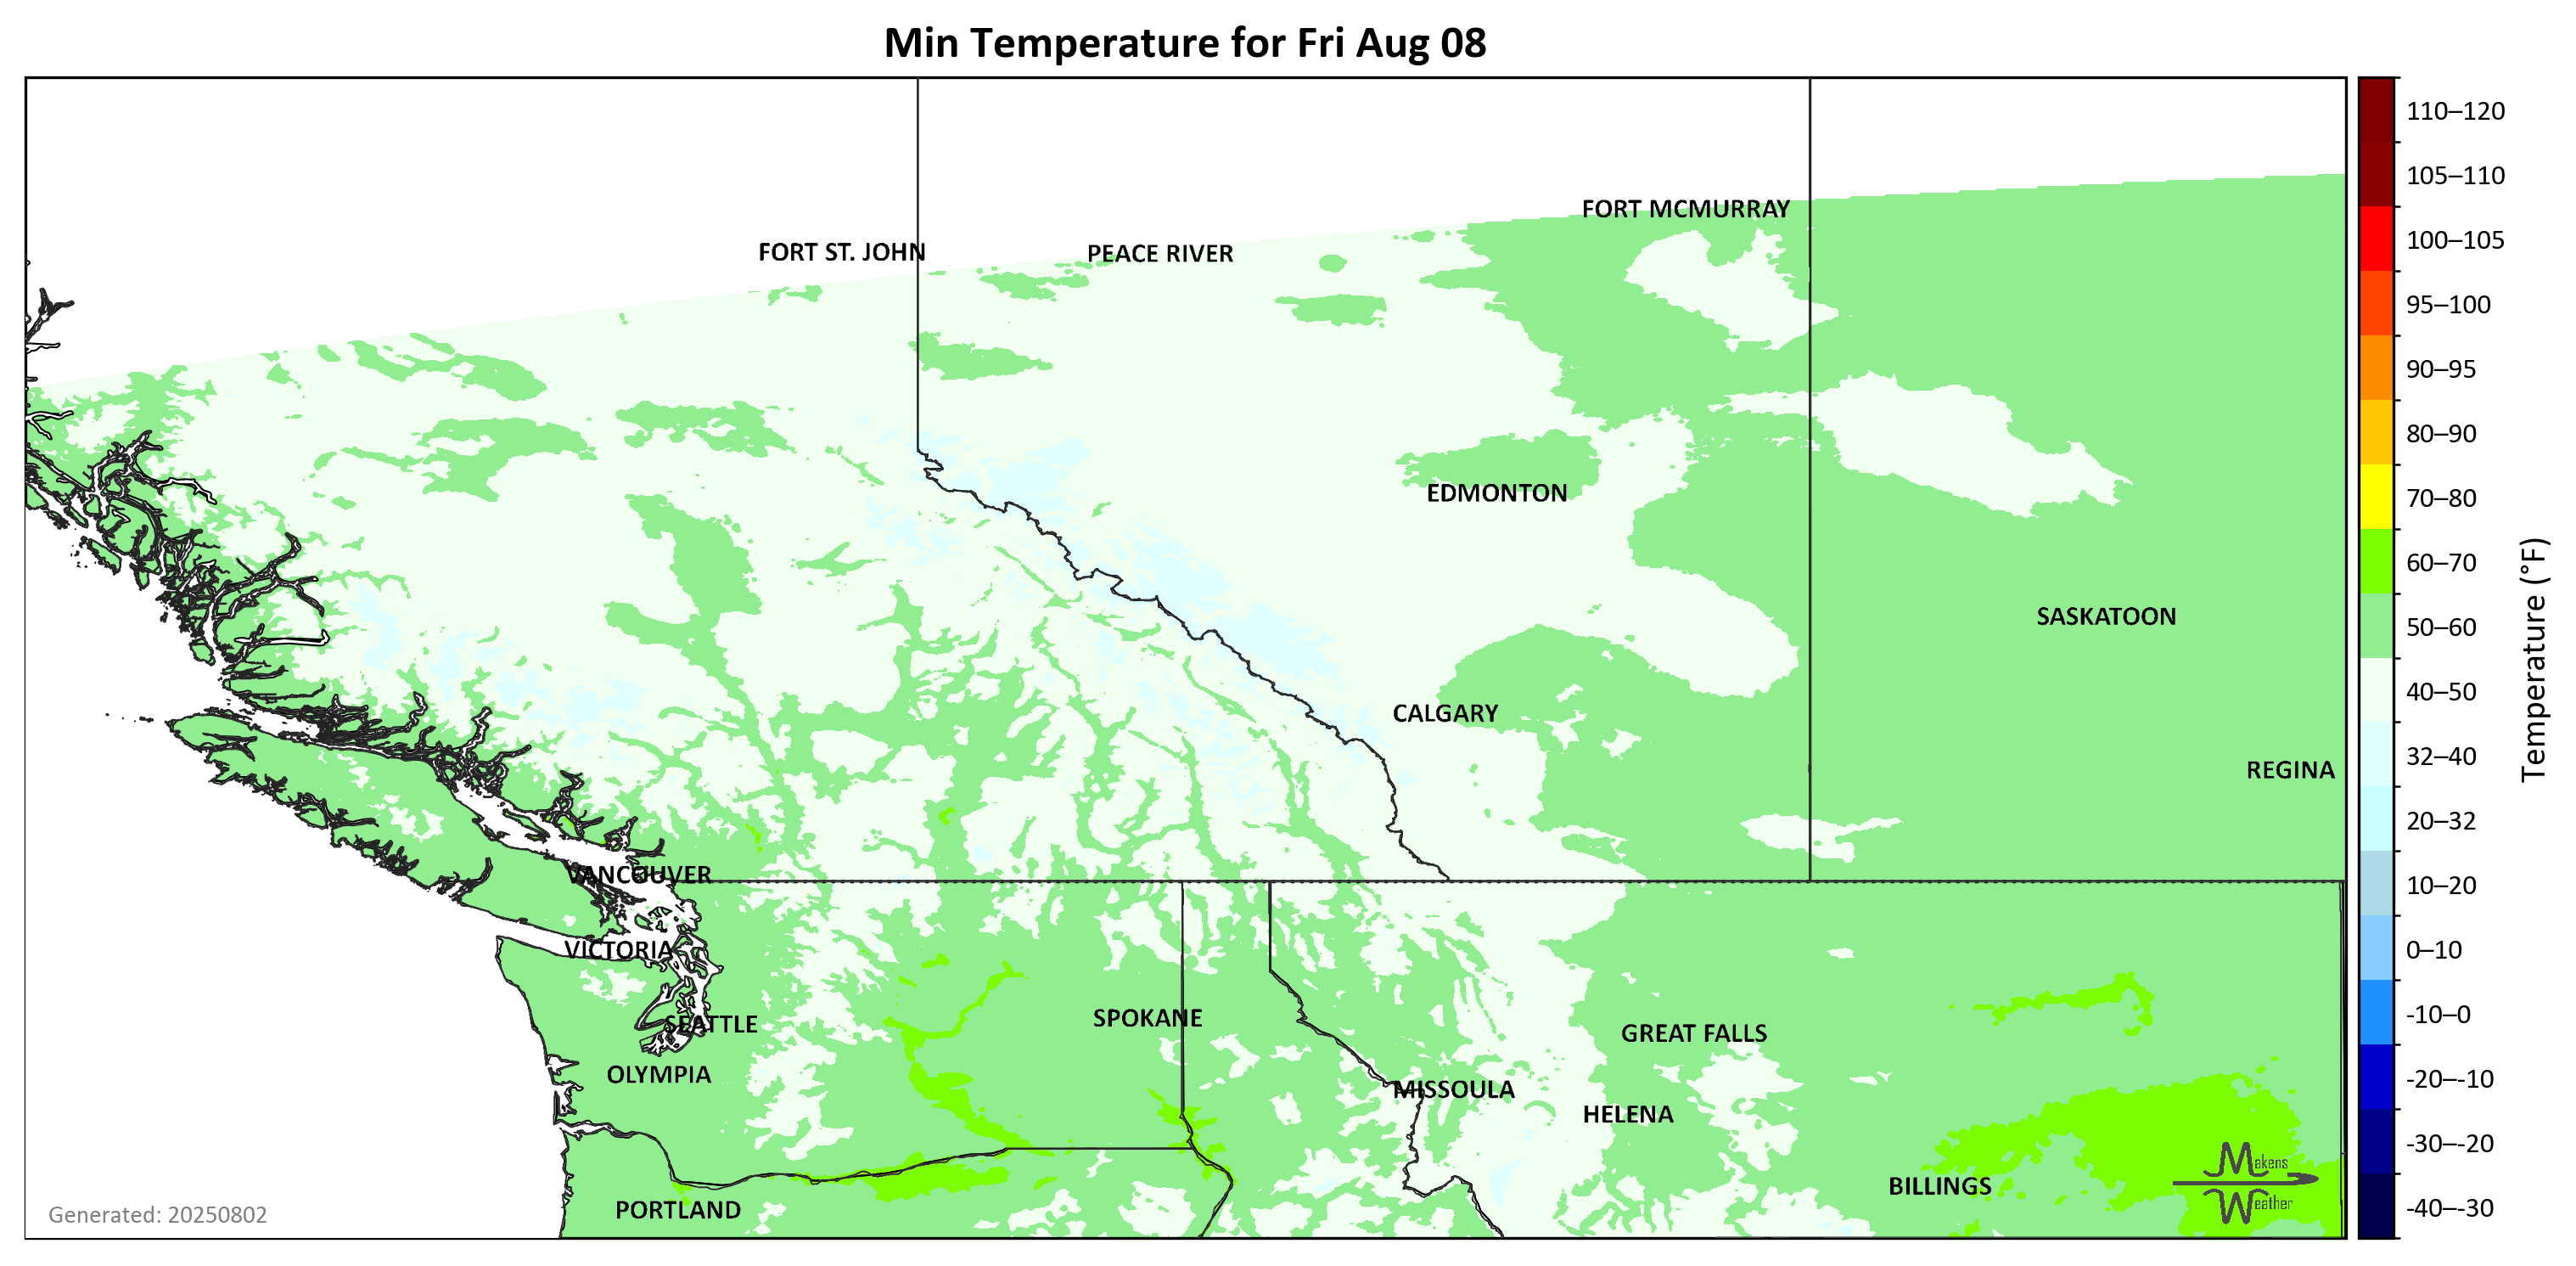 Min Temperature for Fri Aug 08
110–120
105–110
100–105
95–100
90–95
80–90
70–80
60–70
50–60
40–50
32–40
20–32
10–20
0–10
-10–0
-20–-10
-30–-20
-40–-30
Temperature (°F)
FORT MCMURRAY
FORT ST. JOHN
PEACE RIVER
EDMONTON
SASKATOON
CALGARY
REGINA
VANCOUVER
VICTORIA
SEATTLE
SPOKANE
GREAT FALLS
OLYMPIA
MISSOULA
HELENA
BILLINGS
PORTLAND
Makens
Weather
Generated: 20250802